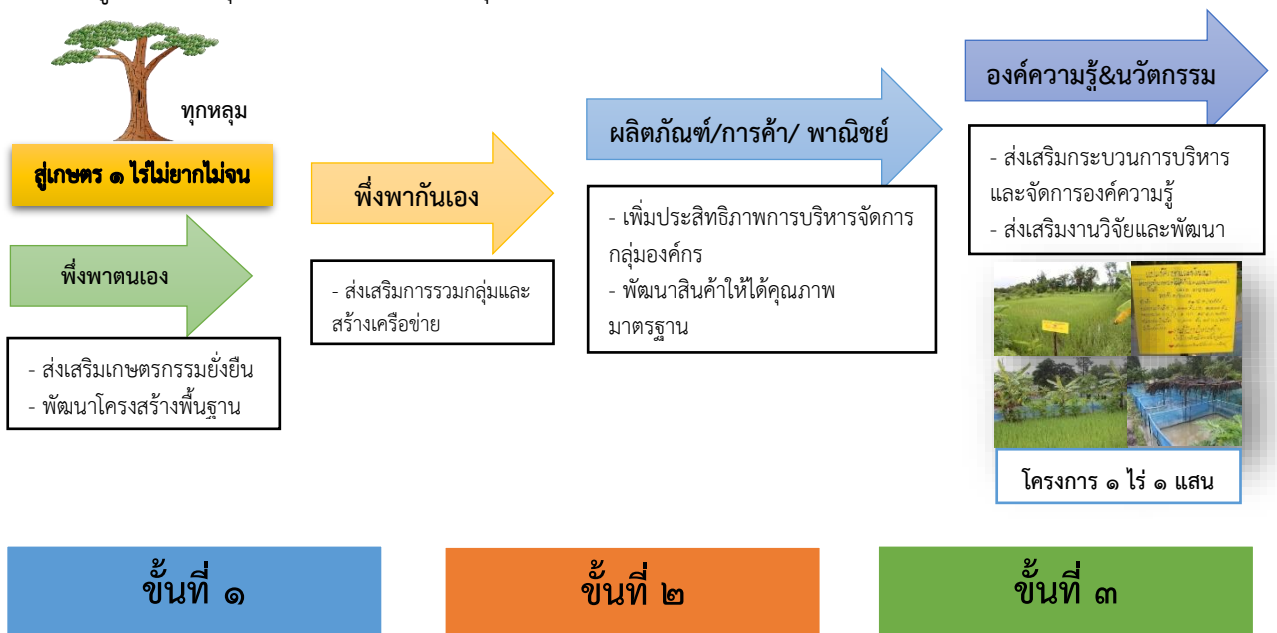 ทุกหลุม
สู่เกษตร ๑ ไร่ไม่ยากไม่จน
พึ่งพาตนเอง
- ส่งเสริมเกษตรกรรมยั่งยืน
- พัฒนาโครงสร้างพื้นฐาน
พึ่งพากันเอง
- ส่งเสริมการรวมกลุ่มและ
สร้างเครือข่าย
ผลิตภัณฑ์/การค้า/ พาณิชย์
- เพิ่มประสิทธิภาพการบริหารจัดการ
กลุ่มองค์กร
- พัฒนาสินค้าให้ได้คุณภาพ
มาตรฐาน
องค์ความรู้&นวัตกรรม
- ส่งเสริมกระบวนการบริหาร
และจัดการองค์ความรู้
- ส่งเสริมงานวิจัยและพัฒนา
โครงการ ๑ ไร่ ๑ แสน
ขั้นที่ ๑
ขั้นที่ ๒
ขั้นที่ ๓